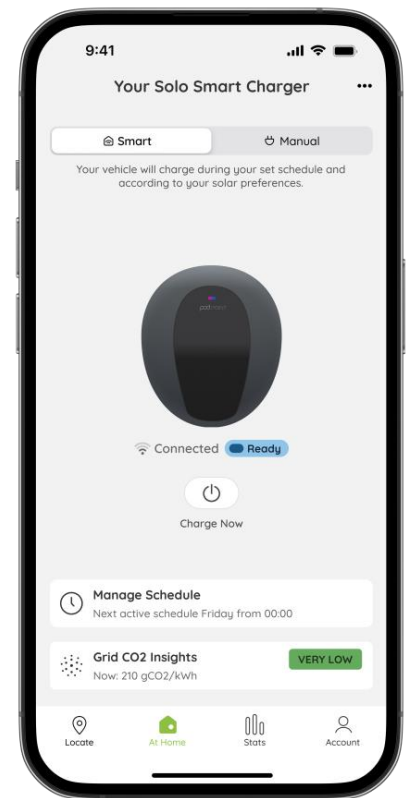 9:41
Your Solo Smart Charger
Smart
Manual
Your vehicle will charge during your set schedule and
according to your solar preferences.
Connected
Ready
Charge Now
Manage Schedule
Next active schedule Friday from 00:00
Grid CO2 Insights
VERY LOW
Now: 210 gCO2/kWh
Locate
At Home
Stats
Account